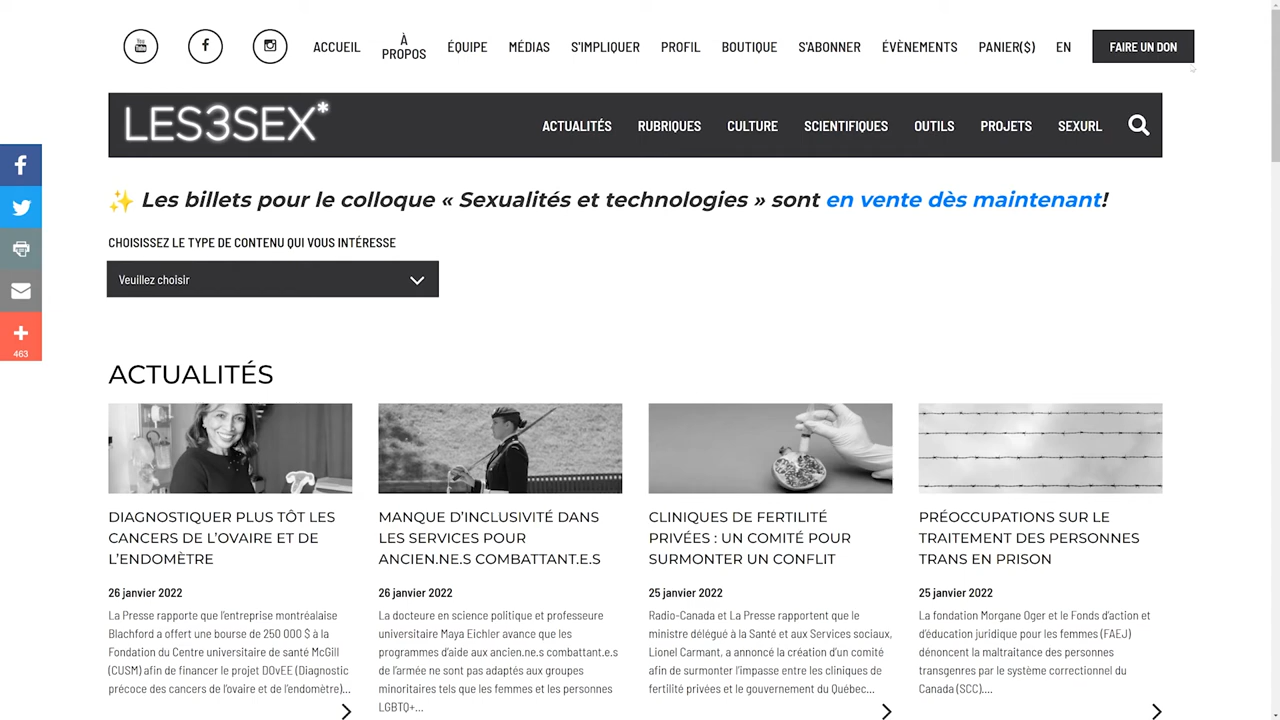 You Tube
ACCUEIL
À PROPOS
ÉQUIPE
MÉDIAS
S'IMPLIQUER
PROFIL
BOUTIQUE
S'ABONNER
ÉVÈNEMENTS
PANIER($)
EN
FAIRE UN DON
LES3SEX*
ACTUALITÉS
RUBRIQUES
CULTURE
SCIENTIFIQUES
OUTILS
PROJETS
SEXURL
✨ Les billets pour le colloque « Sexualités et technologies » sont en vente dès maintenant!
CHOISISSEZ LE TYPE DE CONTENU QUI VOUS INTÉRESSE
Veuillez choisir
463
ACTUALITÉS
DIAGNOSTIQUER PLUS TÔT LES
CANCERS DE L'OVAIRE ET DE
L'ENDOMÈTRE
26 janvier 2022
La Presse rapporte que l'entreprise montréalaise
Blachford a offert une bourse de 250 000 $ à la
Fondation du Centre universitaire de santé McGill
(CUSM) afin de financer le projet DOvEE (Diagnostic
précoce des cancers de l'ovaire et de l'endomètre)...
MANQUE D'INCLUSIVITÉ DANS
LES SERVICES POUR
ANCIEN.NE.S COMBATTANT.E.S
26 janvier 2022
La docteure en science politique et professeure
universitaire Maya Eichler avance que les
programmes d'aide aux ancien.ne.s combattant.e.s
de l'armée ne sont pas adaptés aux groupes
minoritaires tels que les femmes et les personnes
LGBTQ+...
CLINIQUES DE FERTILITÉ
PRIVÉES : UN COMITÉ POUR
SURMONTER UN CONFLIT
25 janvier 2022
Radio-Canada et La Presse rapportent que le
ministre délégué à la Santé et aux Services sociaux,
Lionel Carmant, a annoncé la création d'un comité
afin de surmonter l'impasse entre les cliniques de
fertilité privées et le gouvernement du Québec...
PRÉOCCUPATIONS SUR LE
TRAITEMENT DES PERSONNES
TRANS EN PRISON
25 janvier 2022
La fondation Morgane Oger et le Fonds d'action et
d'éducation juridique pour les femmes (FAEJ)
dénoncent la maltraitance des personnes
transgenres par le système correctionnel du
Canada (SCC)....